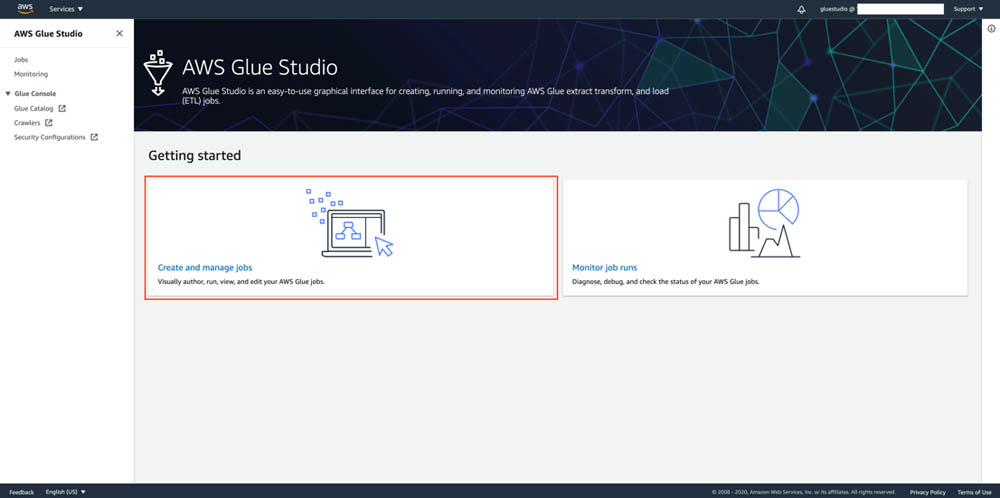 aws
Services
gluestudio @
Support
AWS Glue Studio
Jobs
Monitoring
Glue Console
Glue Catalog
Crawlers
Security Configurations
AWS Glue Studio
AWS Glue Studio is an easy-to-use graphical interface for creating, running, and monitoring AWS Glue extract transform, and load
(ETL) jobs.
Getting started
Create and manage jobs
Visually author, run, view, and edit your AWS Glue jobs.
Monitor job runs
Diagnose, debug, and check the status of your AWS Glue jobs.
Feedback
English (US)
© 2008 - 2020, Amazon Web Services, Inc. or its affiliates. All rights reserved.
Privacy Policy
Terms of Use